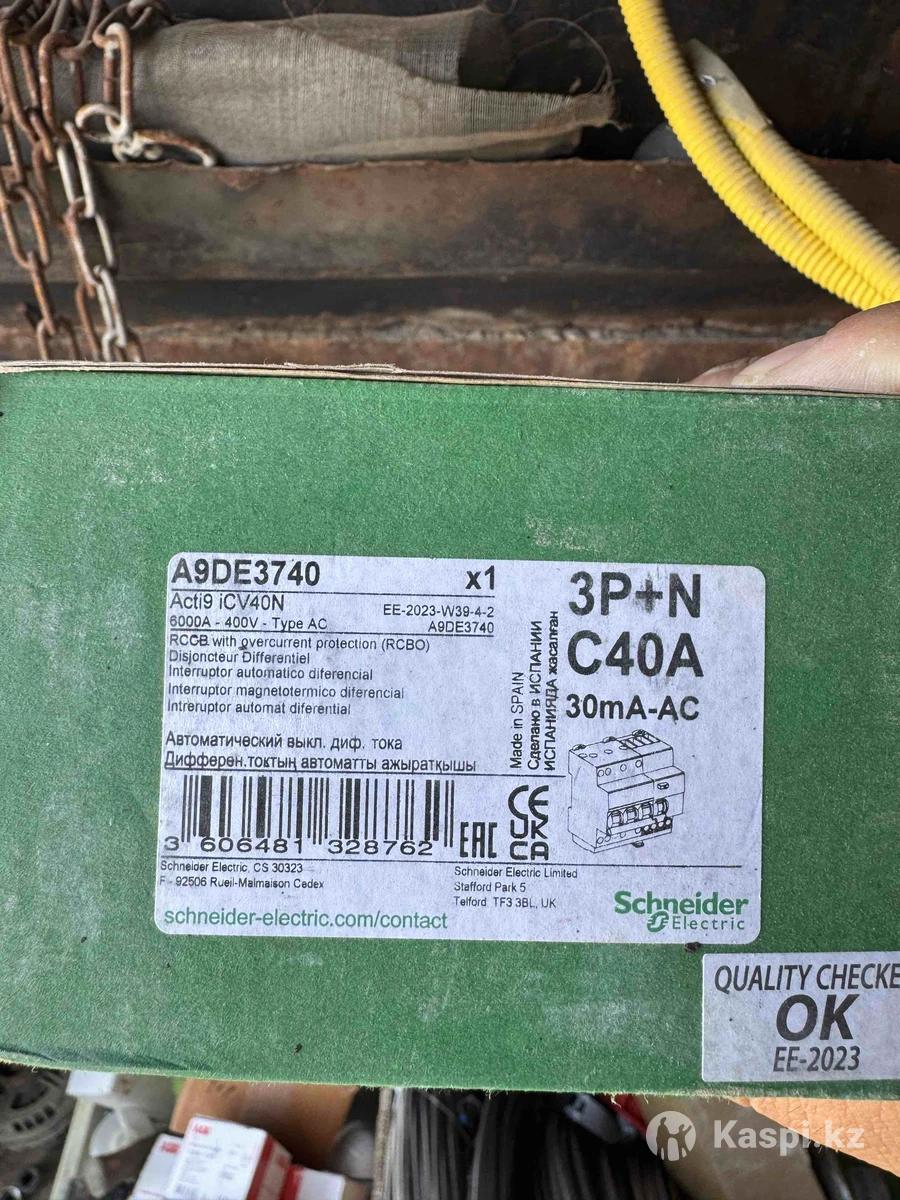 A9DE3740
x1
Acti9 iCV40N
EE-2023-W39-4-2
6000A - 400V - Type AC
A9DE3740
RCCB with overcurrent protection (RCBO)
Disjoncteur Differentiel
Interruptor automatico diferencial
Interruptor magnetotermico diferencial
Intreruptor automat diferential
Автоматический выкл. диф. тока
Дифферен.токтың автоматты ажыратқышы
Made in SPAIN
Сделано в ИСПАНИИ
ИСПАНИЯДА жасалған
3P+N
C40A
30mA-AC
3 606481 328762
EAC
CE
UKCA
Schneider Electric, CS 30323
F - 92506 Rueil-Malmaison Cedex
Schneider Electric Limited
Stafford Park 5
Telford, TF3 3BL, UK
schneider-electric.com/contact
Schneider
Electric
QUALITY CHECKE
OK
EE-2023
ABB
Kaspi.kz